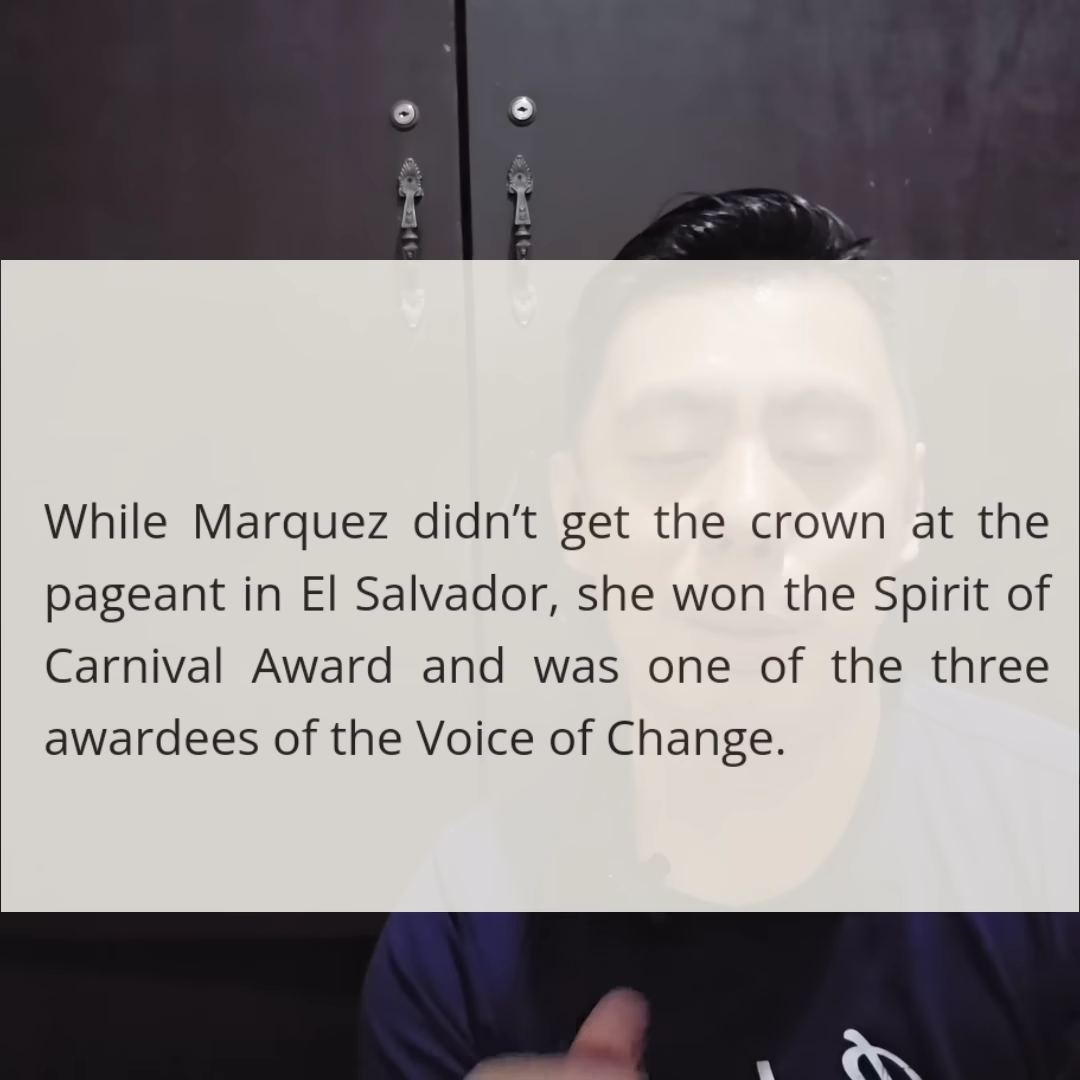 While Marquez didn’t get the crown at the
pageant in El Salvador, she won the Spirit of
Carnival Award and was one of the three
awardees of the Voice of Change.